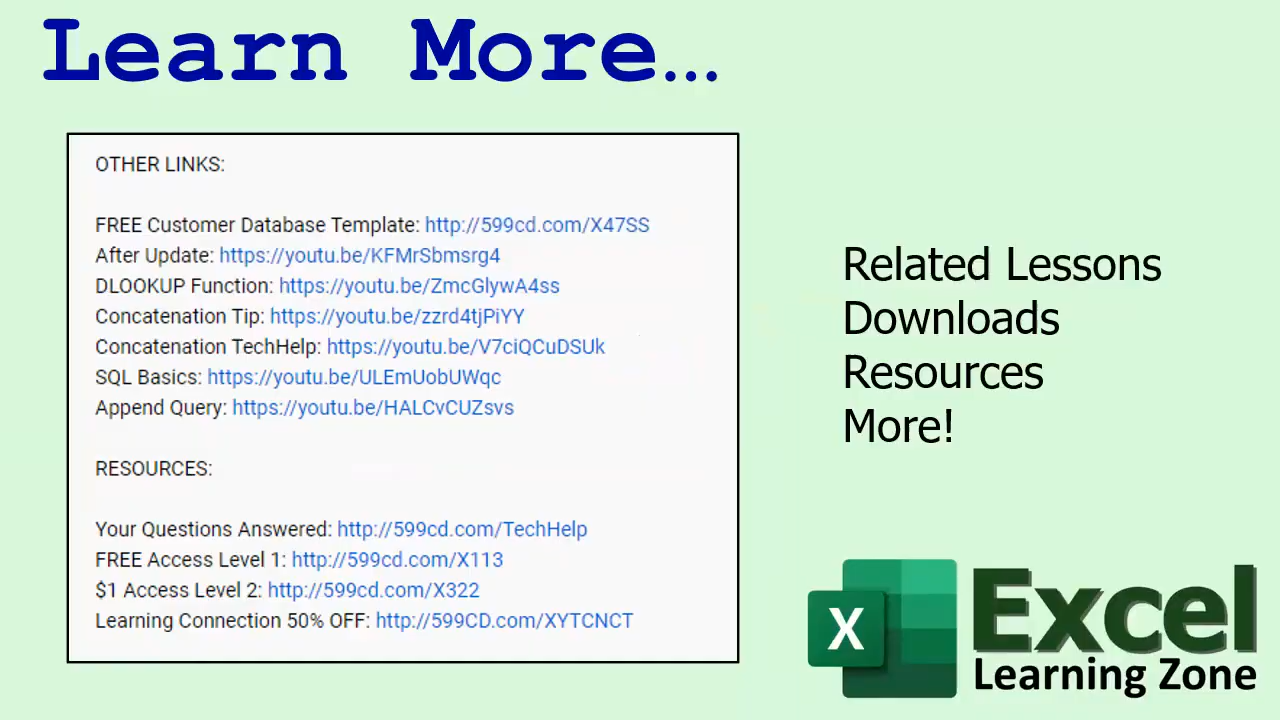 Learn More...
OTHER LINKS:
FREE Customer Database Template: http://599cd.com/X47SS
After Update: https://youtu.be/KFMrSbmsrg4
DLOOKUP Function: https://youtu.be/ZmcGlywA4ss
Concatenation Tip: https://youtu.be/zzrd4tjPiYY
Concatenation TechHelp: https://youtu.be/V7ciQCuDSUk
SQL Basics: https://youtu.be/ULEmUobUWqc
Append Query: https://youtu.be/HALCvCUZsvs
RESOURCES:
Your Questions Answered: http://599cd.com/TechHelp
FREE Access Level 1: http://599cd.com/X113
$1 Access Level 2: http://599cd.com/X322
Learning Connection 50% OFF: http://599CD.com/XYTCNCT
Related Lessons
Downloads
Resources
More!
X
Excel
Learning Zone